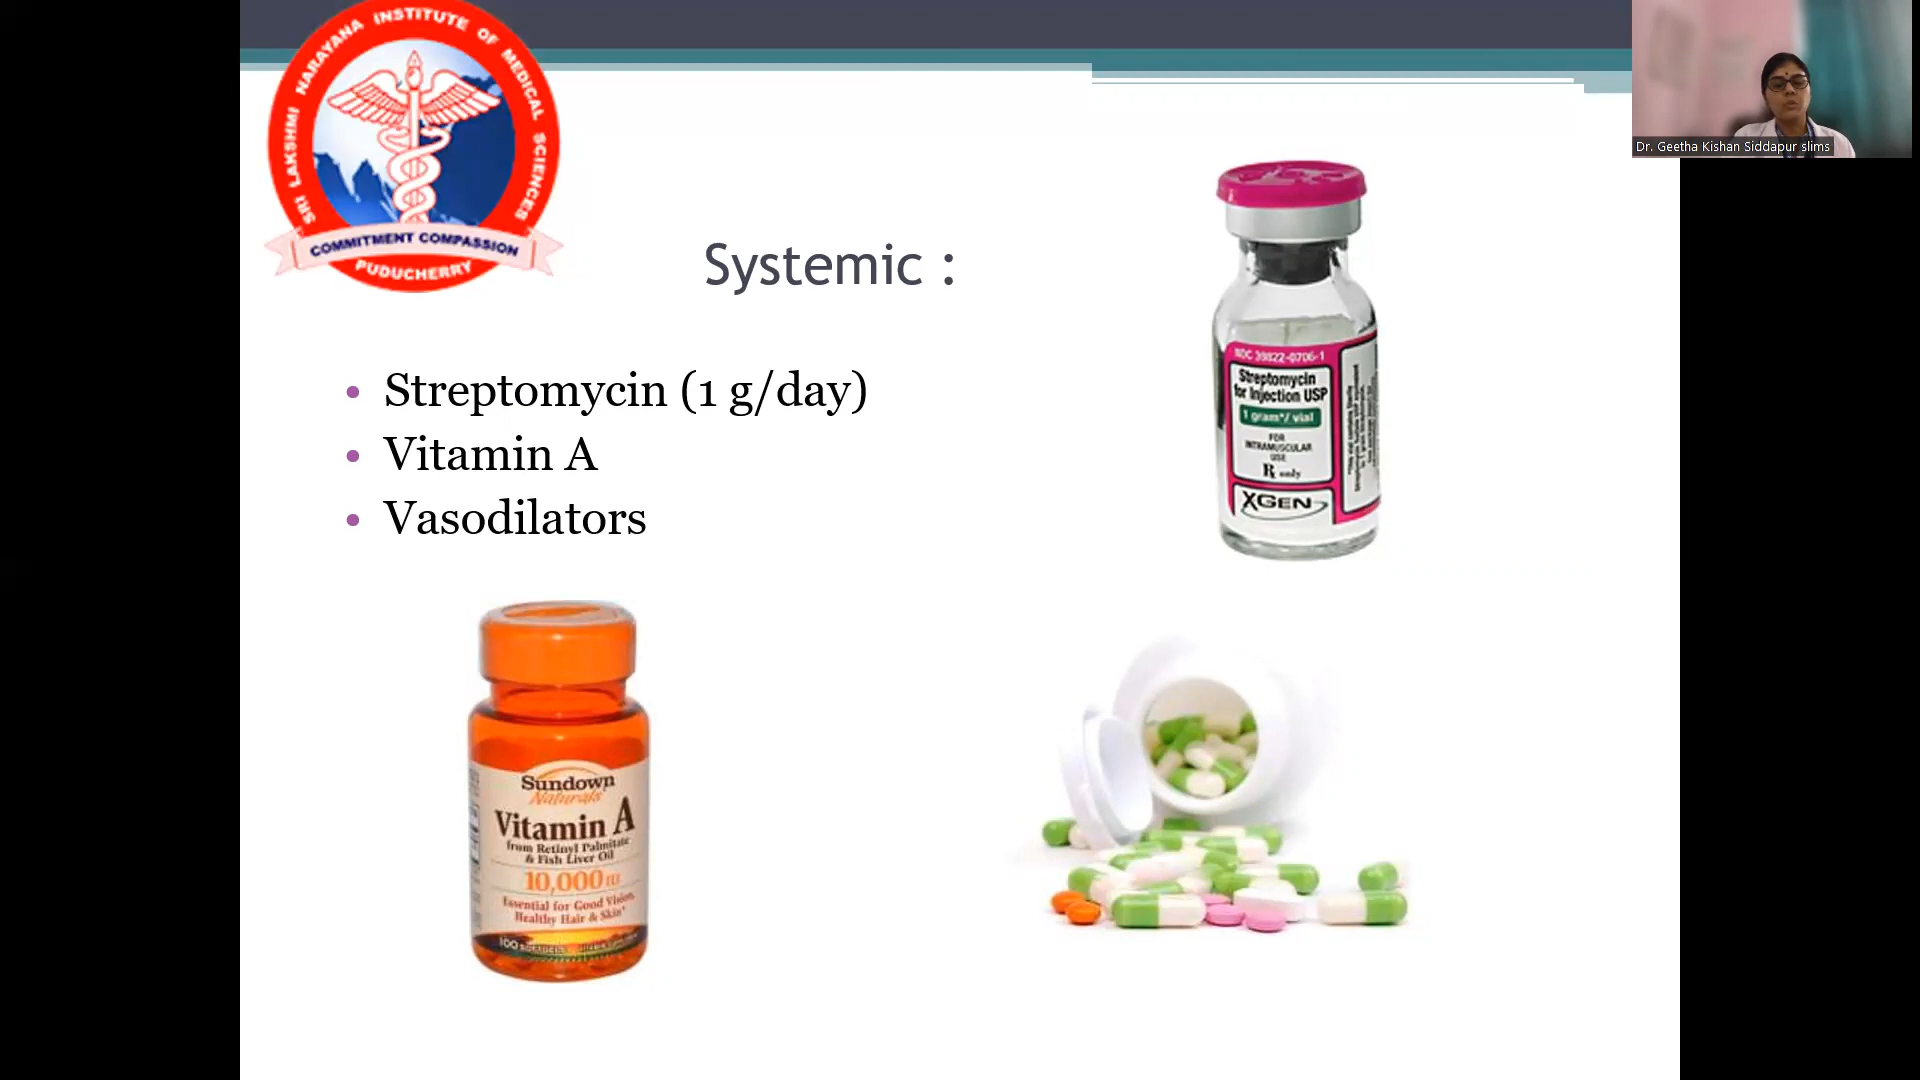 SRI LAKSHMI NARAYANA INSTITUTE OF MEDICAL SCIENCES
COMMITMENT COMPASSION
PUDUCHERRY
Dr. Geetha Kishan Siddapur slims
Systemic :
• Streptomycin (1 g/day)
• Vitamin A
• Vasodilators
NDC 39822-0706-1
Streptomycin
for Injection USP
1 gram*/vial
FOR
INTRAMUSCULAR
USE
Rx only
XGEN
Sundown
Naturals
Vitamin A
from Retinyl Palmitate
& Fish Liver Oil
10,000 IU
Essential for Good Vision,
Healthy Hair & Skin*
100 SOFTGELS